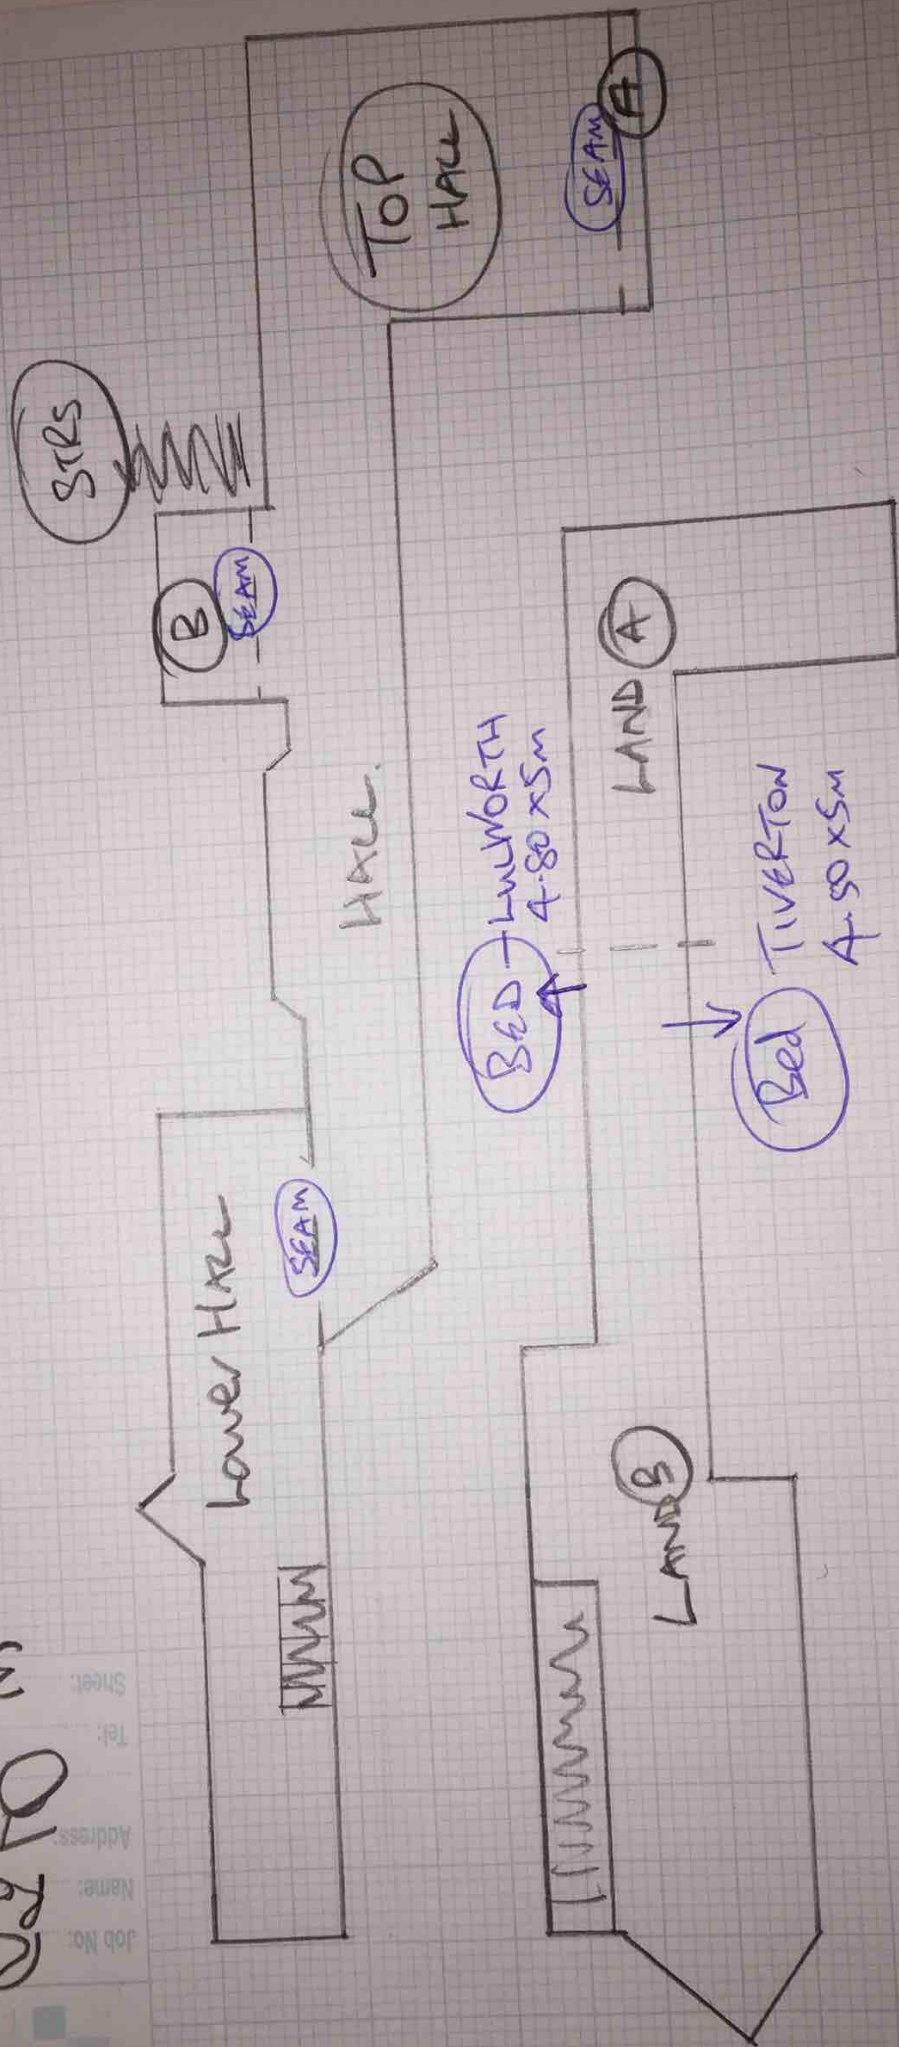 STRS
TOP
HALL
SEAM
A
B
SEAM
HALL.
Lower HALL
SEAM
LAND A
BED - LULWORTH
4.80 x 5m
Bed TIVERTON
4.80 x 5m
LAND B
Job No:
Name:
Address:
Tel:
Sheet: